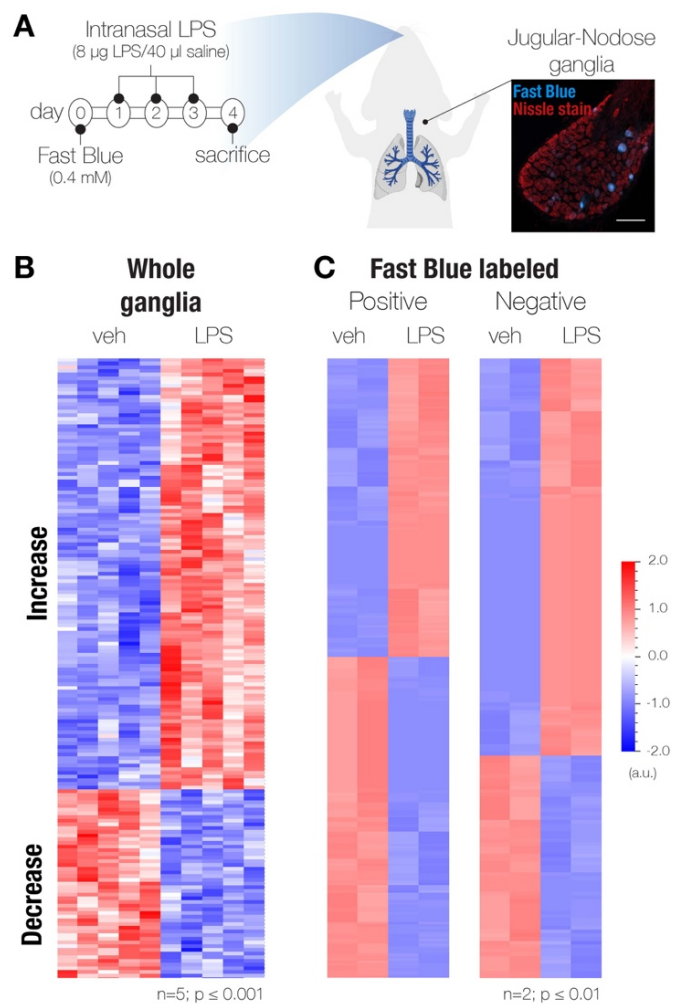 A
Intranasal LPS
(8 µg LPS/40 µl saline)
day 0 1 2 3 4
Fast Blue
(0.4 mM)
sacrifice
Jugular-Nodose
ganglia
Fast Blue
Nissle stain
B
Whole
ganglia
veh LPS
Increase
Decrease
n=5; p ≤ 0.001
C
Fast Blue labeled
Positive Negative
veh LPS veh LPS
2.0
1.0
0.0
-1.0
-2.0
(a.u.)
n=2; p ≤ 0.01